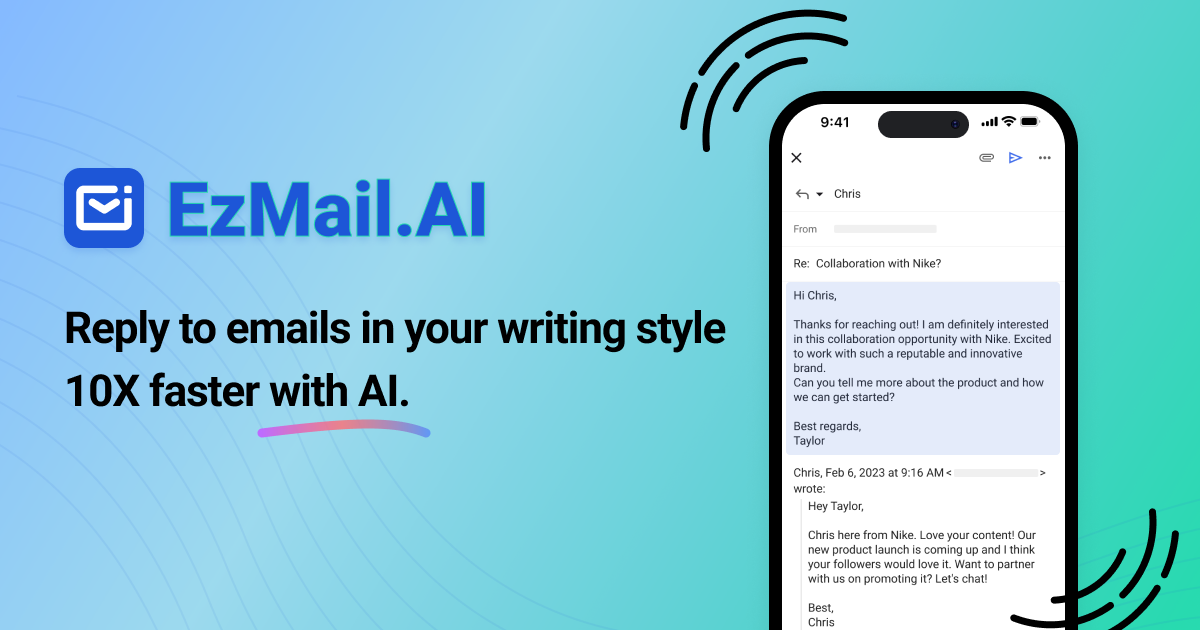 EzMail.AI
Reply to emails in your writing style
10X faster with AI.
9:41
Chris
From
Re: Collaboration with Nike?
Hi Chris,
Thanks for reaching out! I am definitely interested
in this collaboration opportunity with Nike. Excited
to work with such a reputable and innovative
brand.
Can you tell me more about the product and how
we can get started?
Best regards,
Taylor
Chris, Feb 6, 2023 at 9:16 AM < >
wrote:
Hey Taylor,
Chris here from Nike. Love your content! Our
new product launch is coming up and I think
your followers would love it. Want to partner
with us on promoting it? Let's chat!
Best,
Chris